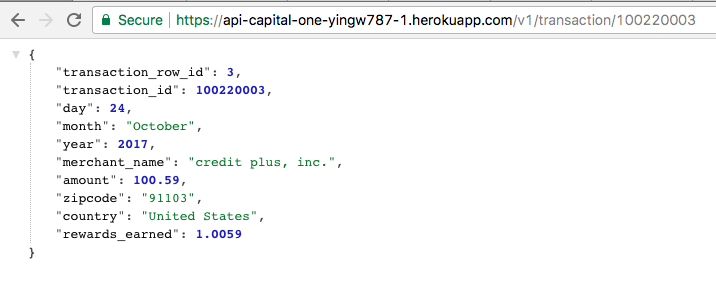 Secure | https://api-capital-one-yingw787-1.herokuapp.com/v1/transaction/100220003
{
"transaction_row_id": 3,
"transaction_id": 100220003,
"day": 24,
"month": "October",
"year": 2017,
"merchant_name": "credit plus, inc.",
"amount": 100.59,
"zipcode": "91103",
"country": "United States",
"rewards_earned": 1.0059
}